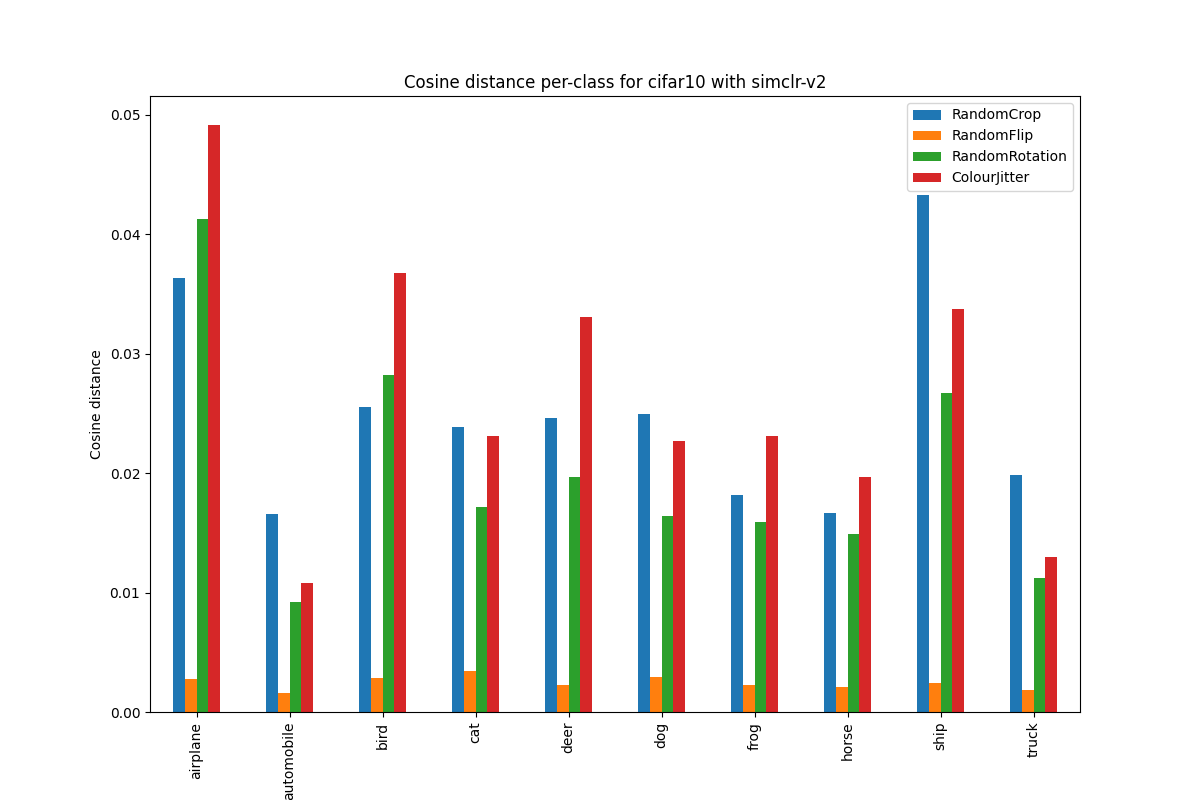 Cosine distance per-class for cifar10 with simclr-v2
RandomCrop
RandomFlip
RandomRotation
ColourJitter
Cosine distance
0.05
0.04
0.03
0.02
0.01
0.00
airplane
automobile
bird
cat
deer
dog
frog
horse
ship
truck